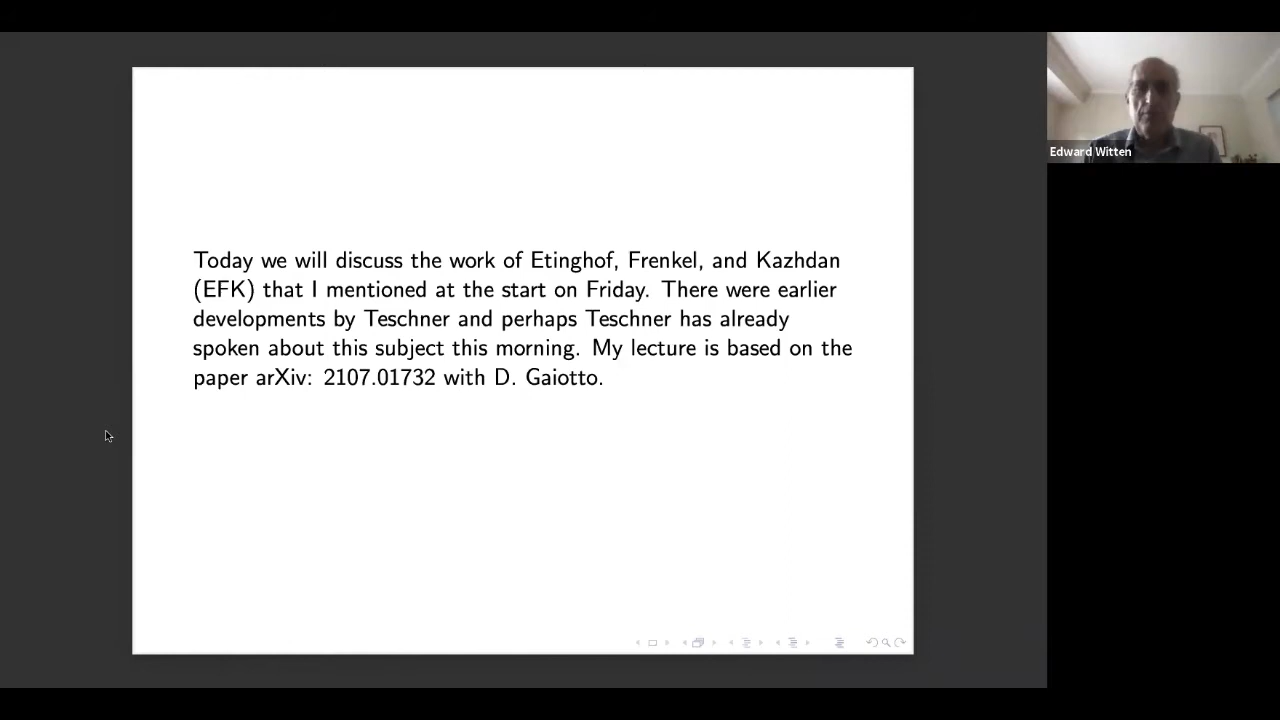 Today we will discuss the work of Etinghof, Frenkel, and Kazhdan
(EFK) that I mentioned at the start on Friday. There were earlier
developments by Teschner and perhaps Teschner has already
spoken about this subject this morning. My lecture is based on the
paper arXiv: 2107.01732 with D. Gaiotto.
Edward Witten